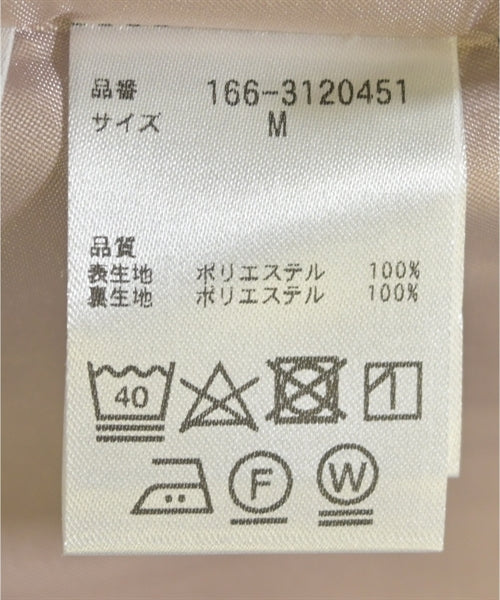 品番 166-3120451
サイズ M
品質
表生地 ポリエステル 100%
裏生地 ポリエステル 100%
40
F W